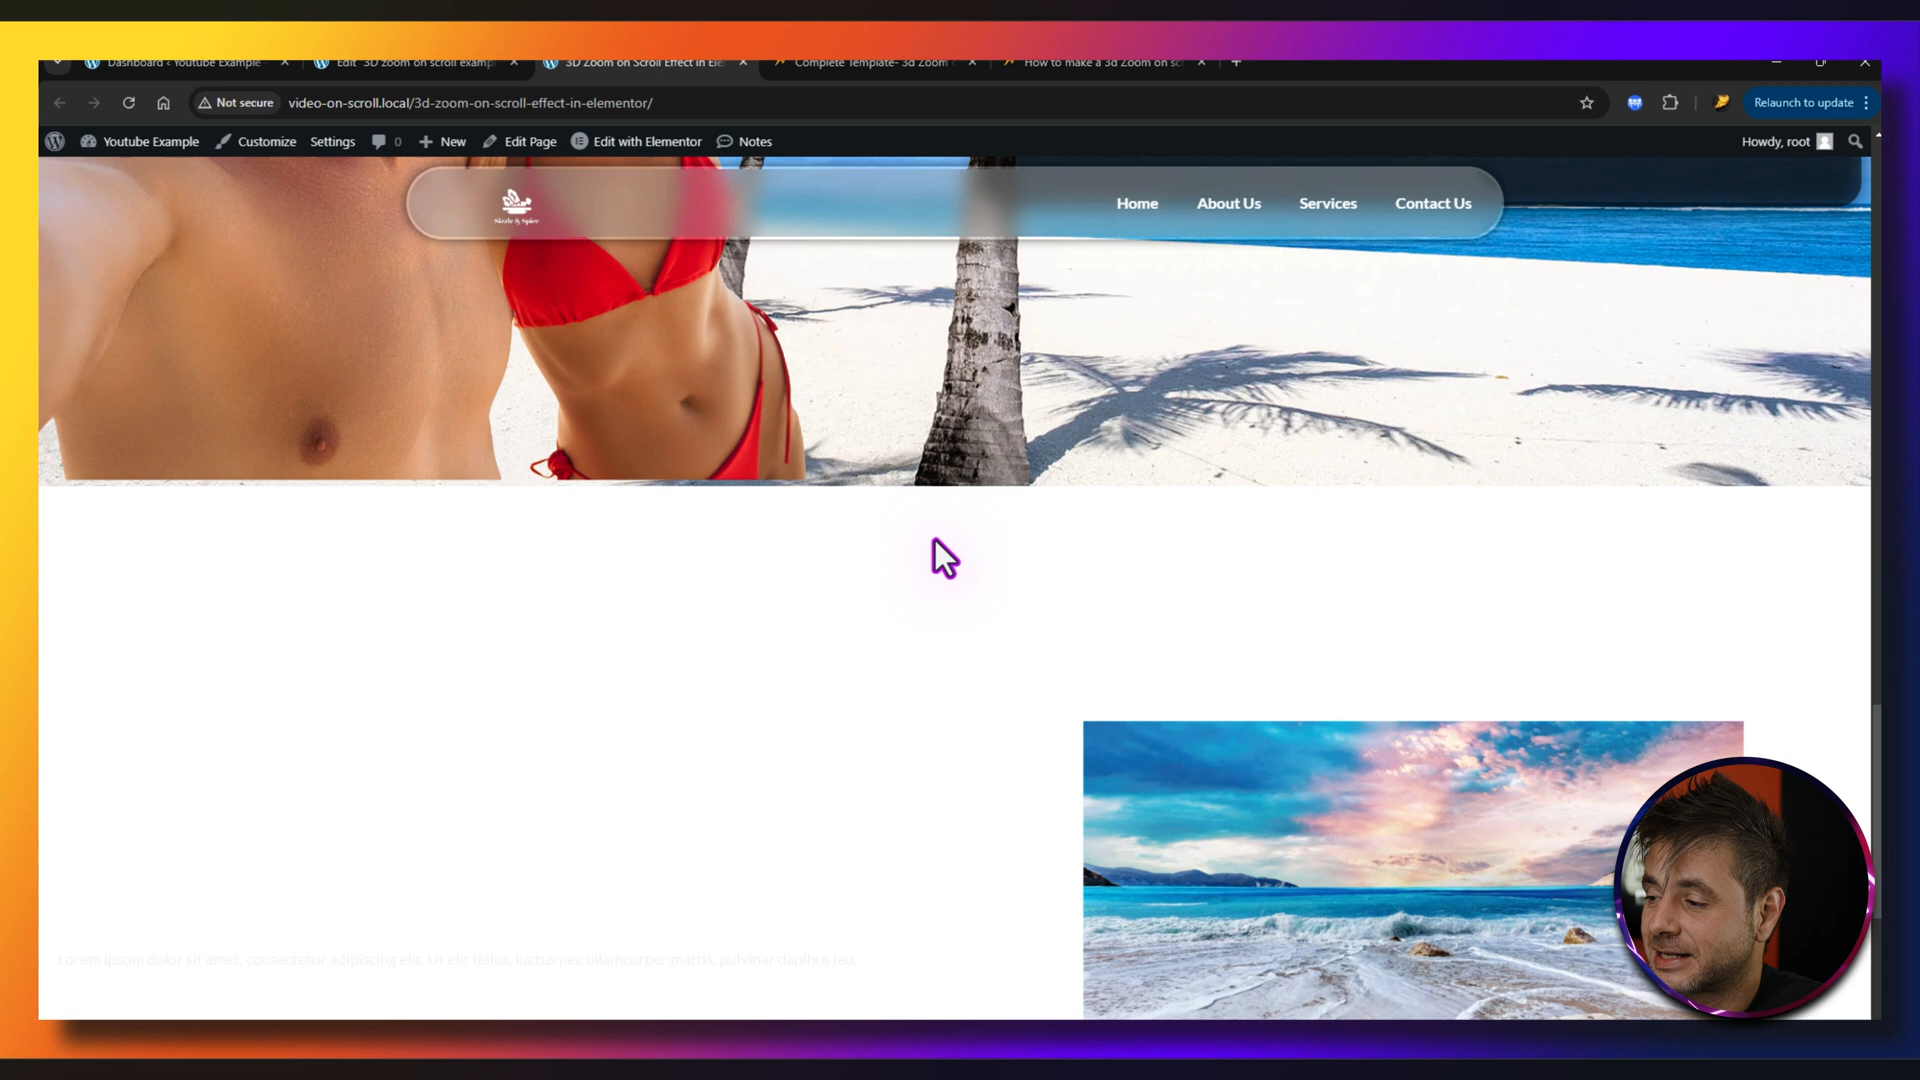 Dashboard ‹ Youtube Example
Edit "3D zoom on scroll exampl
3D Zoom on Scroll Effect in Ele
Complete Template- 3d Zoom
How to make a 3d Zoom on sc
Not secure
video-on-scroll.local/3d-zoom-on-scroll-effect-in-elementor/
Relaunch to update
Youtube Example
Customize
Settings
0
New
Edit Page
Edit with Elementor
Notes
Howdy, root
Sizzle & Spice
Home
About Us
Services
Contact Us
Lorem ipsum dolor sit amet, consectetur adipiscing elit. Ut elit tellus, luctus nec ullamcorper mattis, pulvinar dapibus leo.